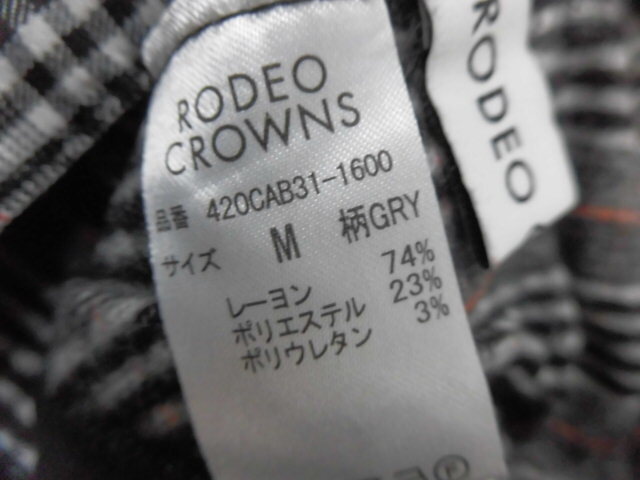 RODEO
CROWNS
品番 420CAB31-1600
サイズ M 柄GRY
レーヨン 74%
ポリエステル 23%
ポリウレタン 3%
RODEO